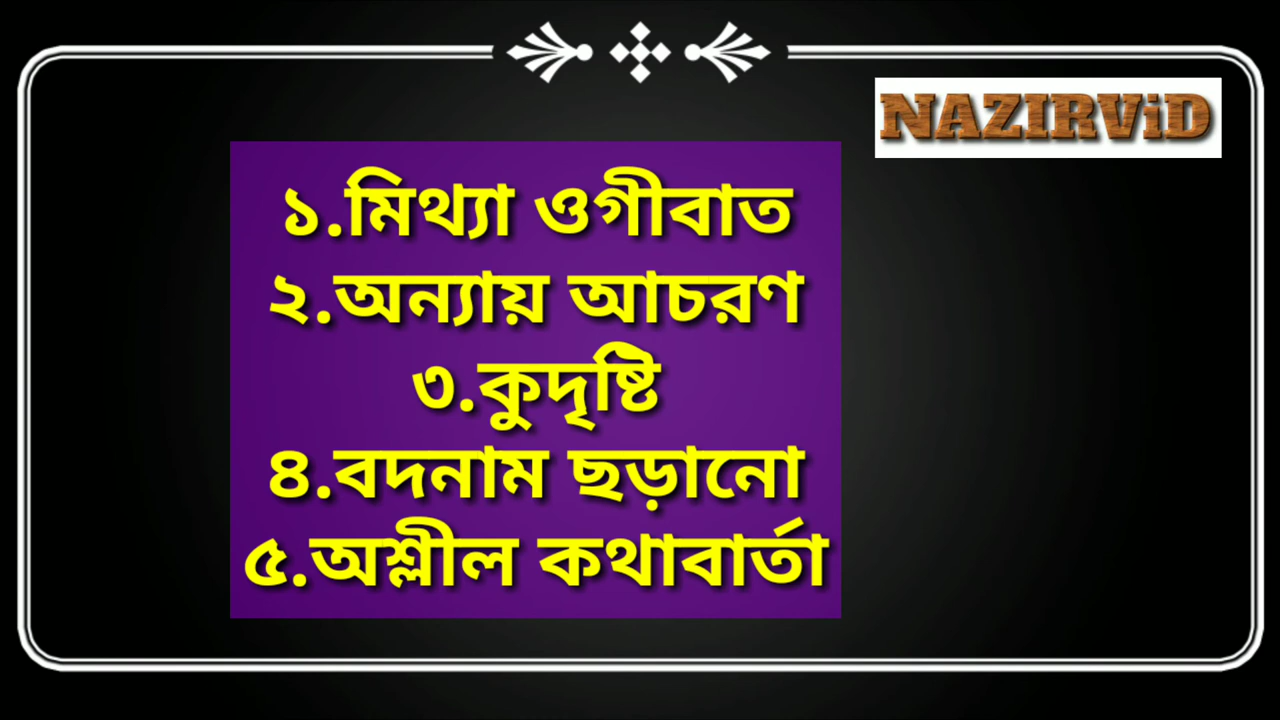 NAZIRViD
১.মিথ্যা ওগীবাত
২.অন্যায় আচরণ
৩.কুদৃষ্টি
৪.বদনাম ছড়ানো
৫.অশ্লীল কথাবার্তা